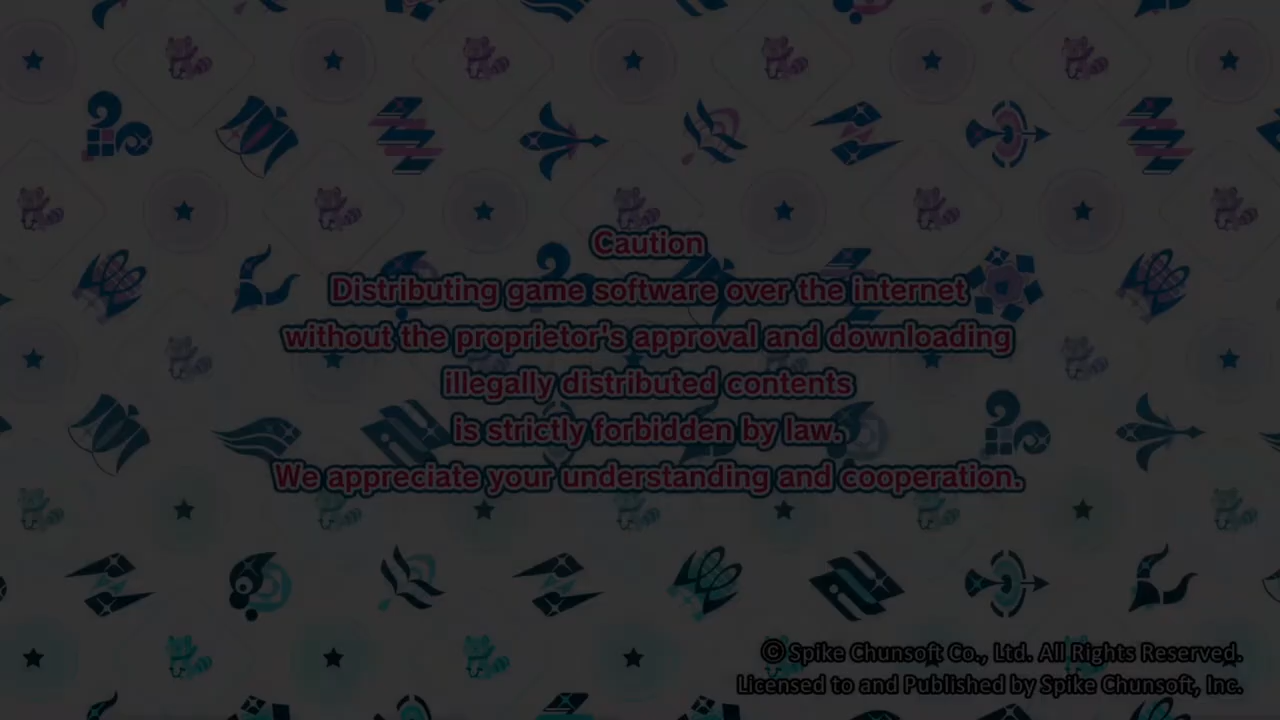 Caution
Distributing game software over the internet
without the proprietor's approval and downloading
illegally distributed contents
is strictly forbidden by law.
We appreciate your understanding and cooperation.
© Spike Chunsoft Co., Ltd. All Rights Reserved.
Licensed to and Published by Spike Chunsoft, Inc.